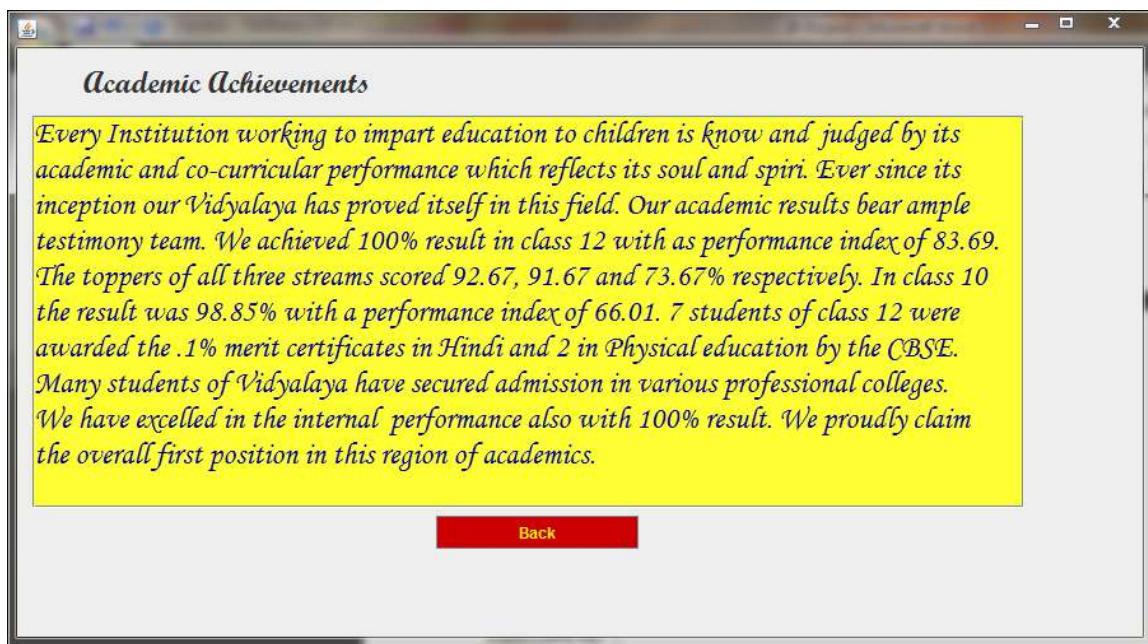 Academic Achievements
Every Institution working to impart education to children is know and judged by its
academic and co-curricular performance which reflects its soul and spiri. Ever since its
inception our Vidyalaya has proved itself in this field. Our academic results bear ample
testimony team. We achieved 100% result in class 12 with as performance index of 83.69.
The toppers of all three streams scored 92.67, 91.67 and 73.67% respectively. In class 10
the result was 98.85% with a performance index of 66.01. 7 students of class 12 were
awarded the .1% merit certificates in Hindi and 2 in Physical education by the CBSE.
Many students of Vidyalaya have secured admission in various professional colleges.
We have excelled in the internal performance also with 100% result. We proudly claim
the overall first position in this region of academics.
Back